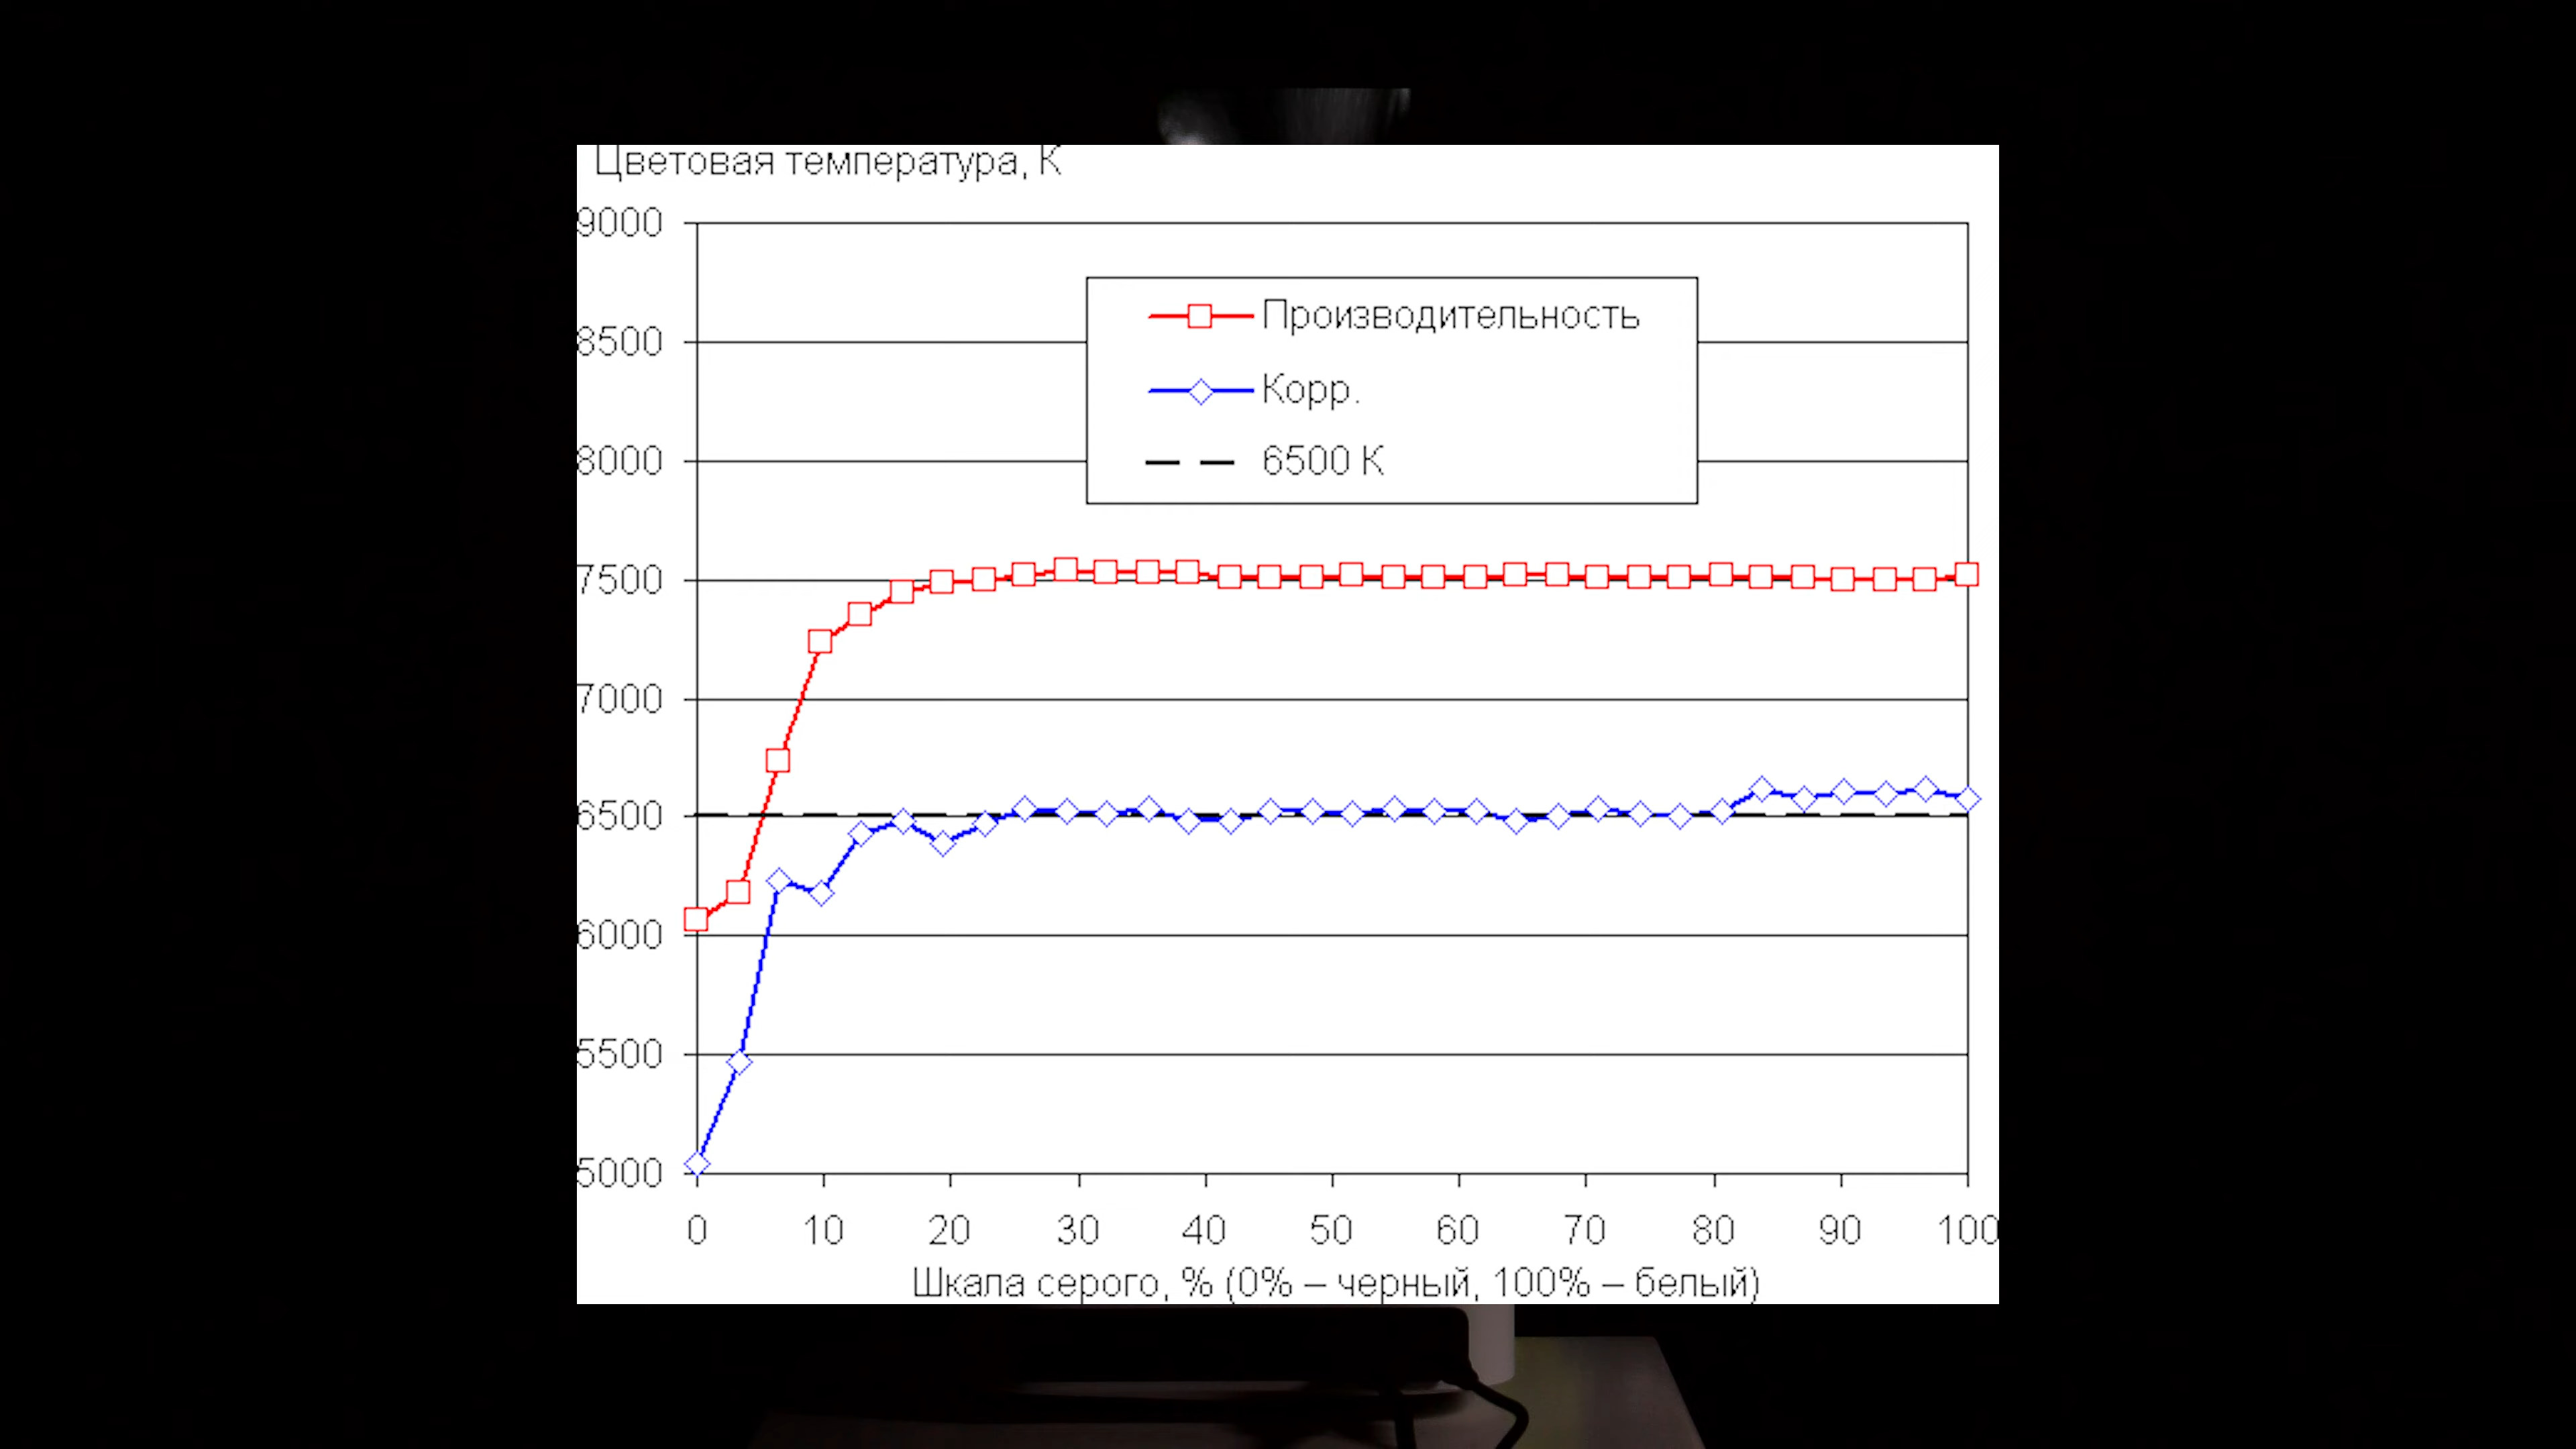 Цветовая температура, К
9000
8500
8000
7500
7000
6500
6000
5500
5000
Производительность
Корр.
6500 К
0 10 20 30 40 50 60 70 80 90 100
Шкала серого, % (0% – черный, 100% – белый)